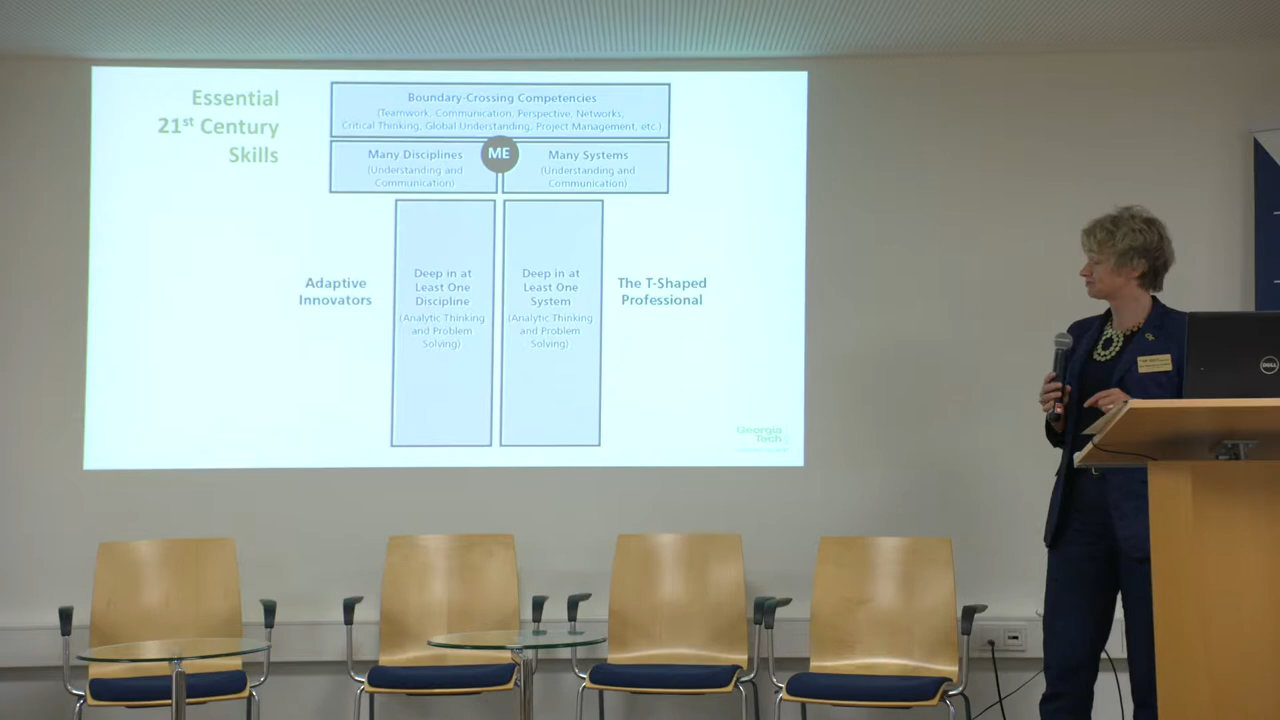 Essential
21st Century
Skills
Boundary-Crossing Competencies
(Teamwork, Communication, Perspective, Networks,
Critical Thinking, Global Understanding, Project Management, etc.)
ME
Many Disciplines
(Understanding and
Communication)
Many Systems
(Understanding and
Communication)
Adaptive
Innovators
Deep in at
Least One
Discipline
(Analytic Thinking
and Problem
Solving)
Deep in at
Least One
System
(Analytic Thinking
and Problem
Solving)
The T-Shaped
Professional
Georgia
Tech
DELL